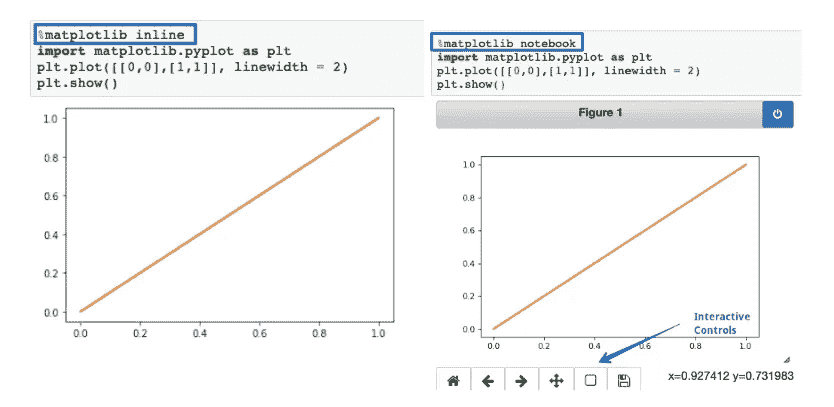 %matplotlib inline
import matplotlib.pyplot as plt
plt.plot([[0,0],[1,1]], linewidth = 2)
plt.show()
1.0
0.8
0.6
0.4
0.2
0.0
0.0 0.2 0.4 0.6 0.8 1.0
%matplotlib notebook
import matplotlib.pyplot as plt
plt.plot([[0,0],[1,1]], linewidth = 2)
plt.show()
Figure 1
1.0
0.8
0.6
0.4
0.2
0.0
0.0 0.2 0.4 0.6 0.8 1.0
Interactive
Controls
x=0.927412 y=0.731983